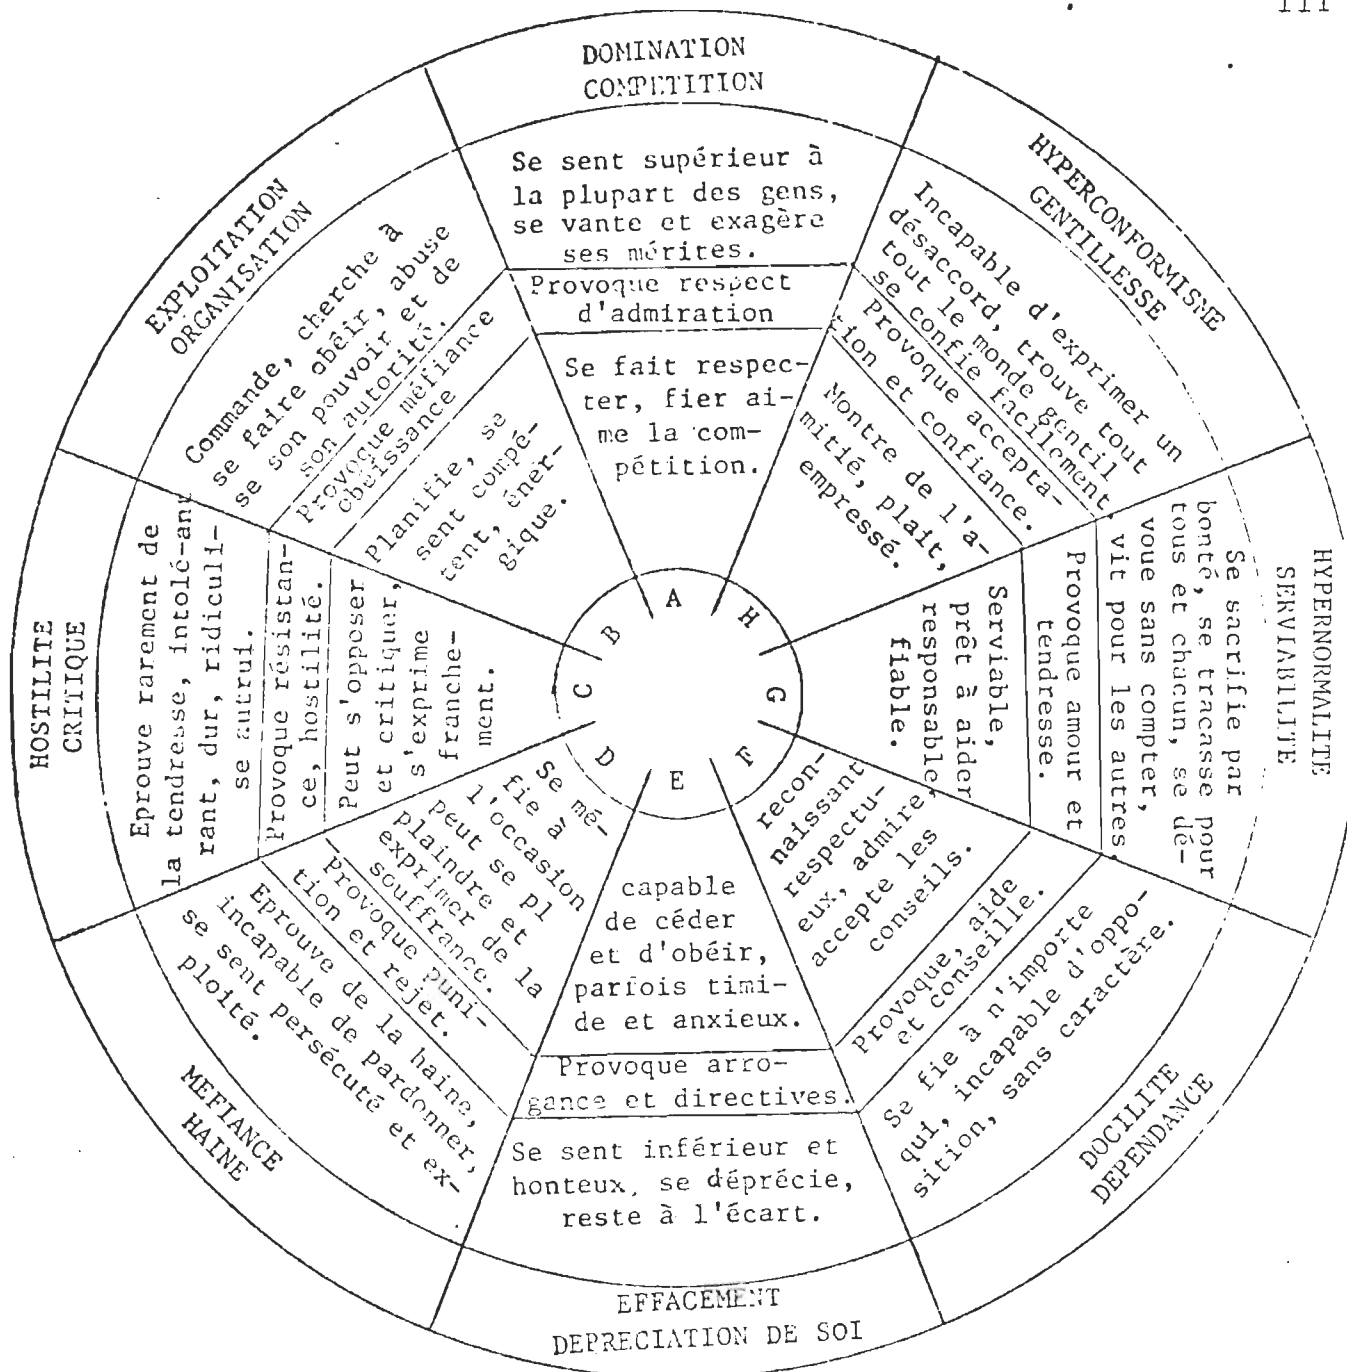 111
DOMINATION
COMPETITION
Se sent supérieur à
la plupart des gens,
se vante et exagère
ses mérites.
Provoque respect
d'admiration
Se fait respec-
ter, fier ai-
me la com-
pétition.
A
HYPERCONFORMISME
GENTILLESSE
Incapable d'exprimer un
désaccord, trouve tout
tout le monde gentil
se confie facilement.
Provoque accepta-
tion et confiance.
Montre de l'a-
mitié, plait,
empressé.
H
HYPERNORMALITE
SERVIABILITE
Se sacrifie par
bonté, se tracasse pour
tous et chacun, se dé-
voue sans compter,
vit pour les autres.
Provoque amour et
tendresse.
Serviable,
prêt à aider
responsable,
fiable.
G
F
recon-
naissant
respectu-
eux, admire,
accepte les
conseils.
Provoque, aide
et conseille.
Se fie à n'importe
qui, incapable d'oppo-
sition, sans caractère.
DOCILITE
DEPENDANCE
E
capable
de céder
et d'obéir,
parfois timi-
de et anxieux.
Provoque arro-
gance et directives.
Se sent inférieur et
honteux, se déprécie,
reste à l'écart.
EFFACEMENT
DEPRECIATION DE SOI
D
Se mé-
fie à
l'occasion
peut se pl
plaindre et
exprimer de la
souffrance.
Provoque puni-
tion et rejet.
Eprouve de la haine,
incapable de pardonner,
se sent persécuté et ex-
ploité.
MEFIANCE
HAINE
HOSTILITE
CRITIQUE
Eprouve rarement de
la tendresse, intolé-ant
rant, dur, ridiculi-
se autrui.
Provoque résistan-
ce, hostilité.
Peut s'opposer
et critiquer,
s'exprime
franche-
ment.
C
EXPLOITATION
ORGANISATION
Commande, cherche à
se faire obéir, abuse
se son pouvoir et de
son autorité.
Provoque méfiance
obéissance
Planifie, se
sent compé-
tent, éner-
gique.
B